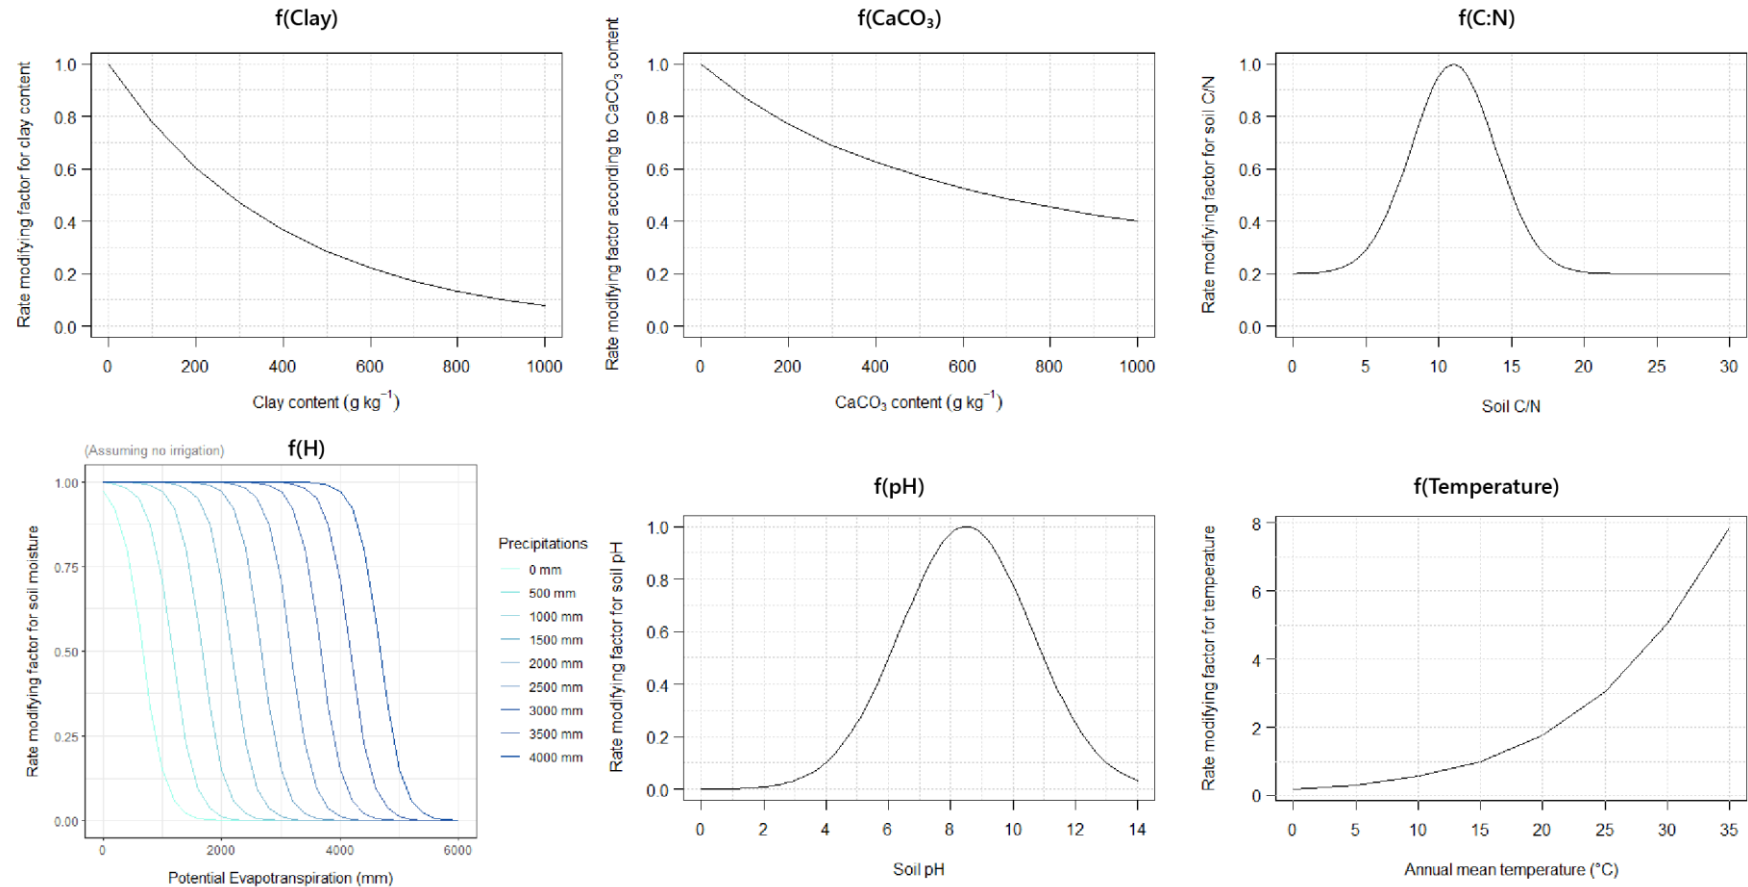 f(Clay)
Rate modifying factor for clay content
1.0
0.8
0.6
0.4
0.2
0.0
0 200 400 600 800 1000
Clay content (g kg⁻¹)
f(CaCO₃)
Rate modifying factor according to CaCO₃ content
1.0
0.8
0.6
0.4
0.2
0.0
0 200 400 600 800 1000
CaCO₃ content (g kg⁻¹)
f(C:N)
Rate modifying factor for soil C/N
1.0
0.8
0.6
0.4
0.2
0.0
0 5 10 15 20 25 30
Soil C/N
(Assuming no irrigation)
f(H)
Rate modifying factor for soil moisture
1.00
0.75
0.50
0.25
0.00
0 2000 4000 6000
Potential Evapotranspiration (mm)
Precipitations
0 mm
500 mm
1000 mm
1500 mm
2000 mm
2500 mm
3000 mm
3500 mm
4000 mm
f(pH)
Rate modifying factor for soil pH
1.0
0.8
0.6
0.4
0.2
0.0
0 2 4 6 8 10 12 14
Soil pH
f(Temperature)
Rate modifying factor for temperature
8
6
4
2
0
0 5 10 15 20 25 30 35
Annual mean temperature (°C)